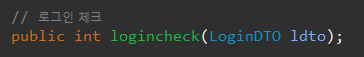 // 로그인 체크
public int logincheck(LoginDTO ldto);